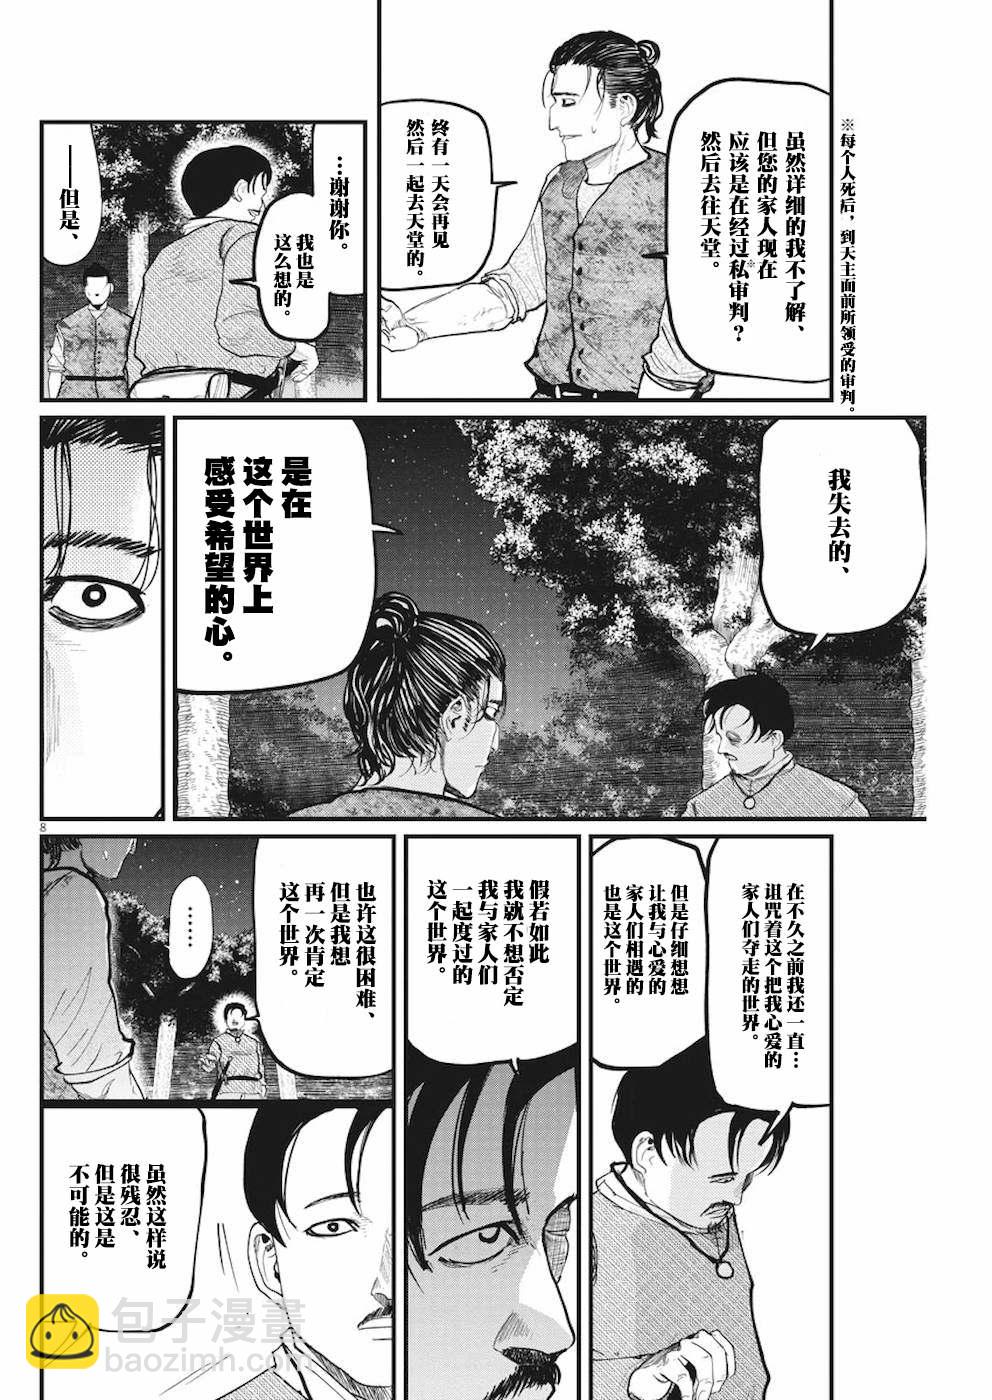 ※每个人死后，到天主面前所领受的审判。
虽然详细的我不了解、
但您的家人现在
应该是在经过私审判※？
然后去往天堂。
终有一天会再见
然后一起去天堂的。
…谢谢你。
我也是
这么想的。
——但是、
我失去的、
是在
这个世界上
感受希望的心。
8
在不久之前我还一直…
诅咒着这个把我心爱的
家人们夺走的世界。
但是仔细想想
让我与心爱的
家人们相遇的
也是这个世界。
假若如此
我就不想否定
我与家人们
一起度过的
这个世界。
也许这很困难、
但是我想
再一次肯定
这个世界。
……
虽然这样说
很残忍、
但是这是
不可能的。
包子漫畫
baozimh.com